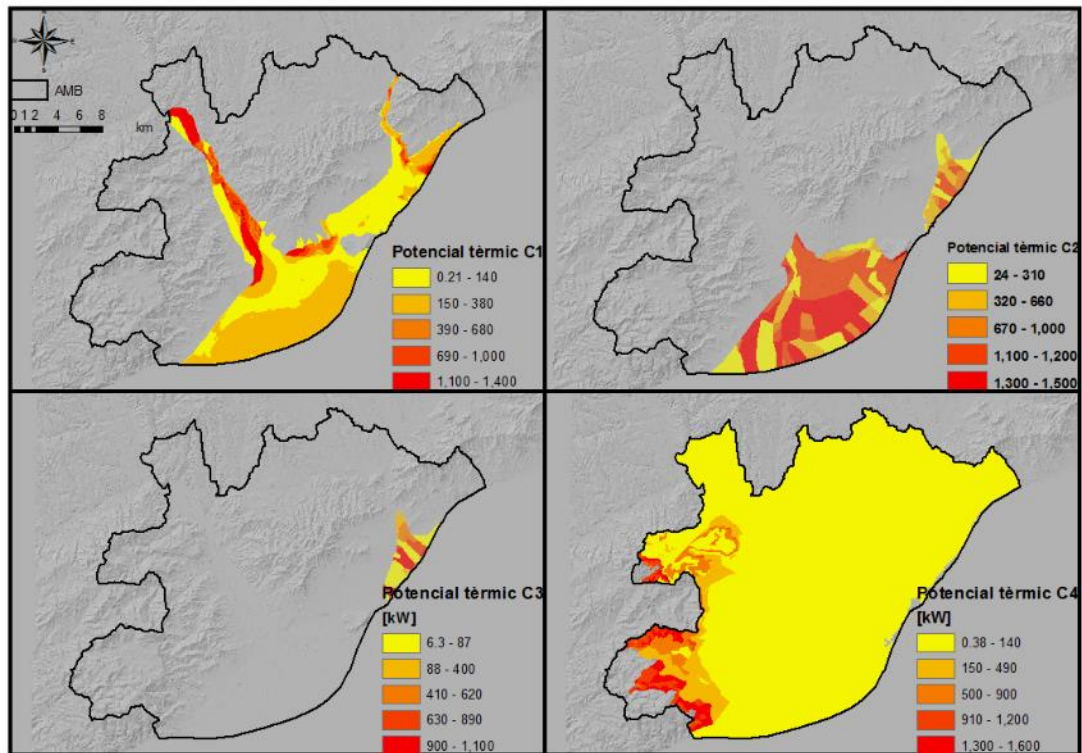 AMB
0 1 2 4 6 8
km
Potencial tèrmic C1
0.21 - 140
150 - 380
390 - 680
690 - 1,000
1,100 - 1,400
Potencial tèrmic C2
24 - 310
320 - 660
670 - 1,000
1,100 - 1,200
1,300 - 1,500
Potencial tèrmic C3
[kW]
6.3 - 87
88 - 400
410 - 620
630 - 890
900 - 1,100
Potencial tèrmic C4
[kW]
0.38 - 140
150 - 490
500 - 900
910 - 1,200
1,300 - 1,600